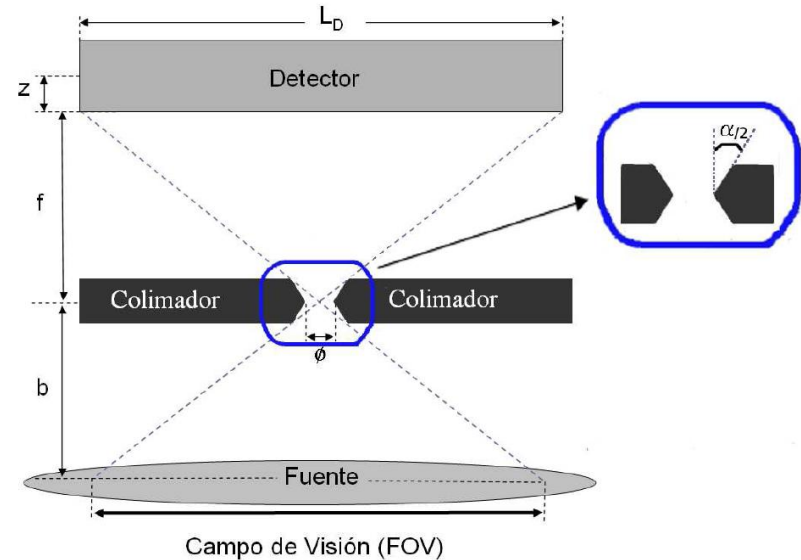 L_D
Detector
z
α/2
f
Colimador
Colimador
ϕ
b
Fuente
Campo de Visión (FOV)